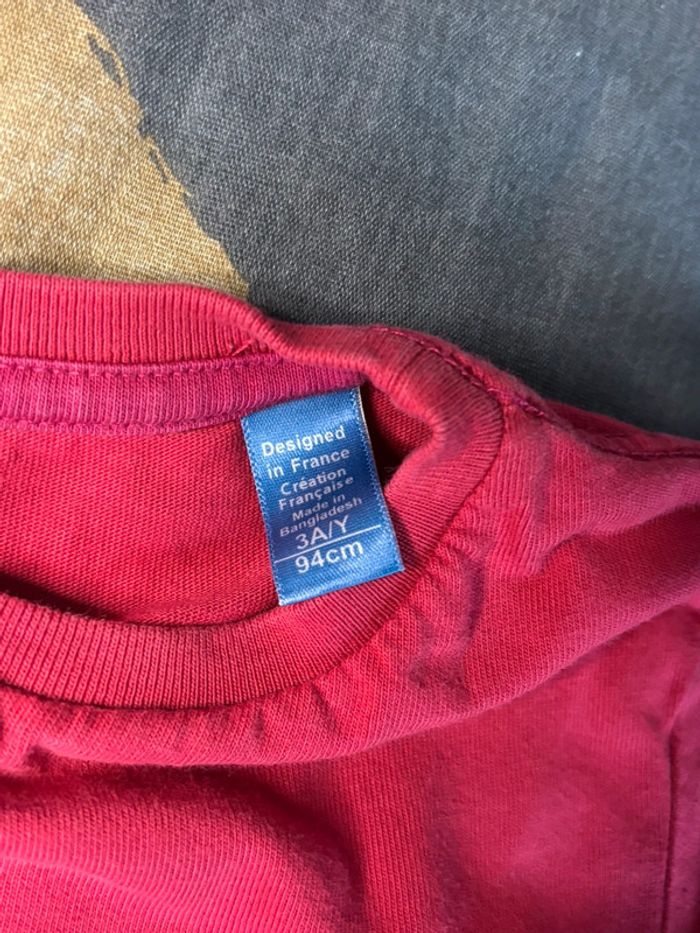 Designed
in France
Création
Française
Made in
Bangladesh
3A/Y
94cm